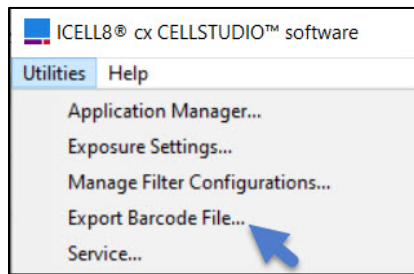 ICELL8® cx CELLSTUDIO™ software
Utilities Help
Application Manager...
Exposure Settings...
Manage Filter Configurations...
Export Barcode File...
Service...